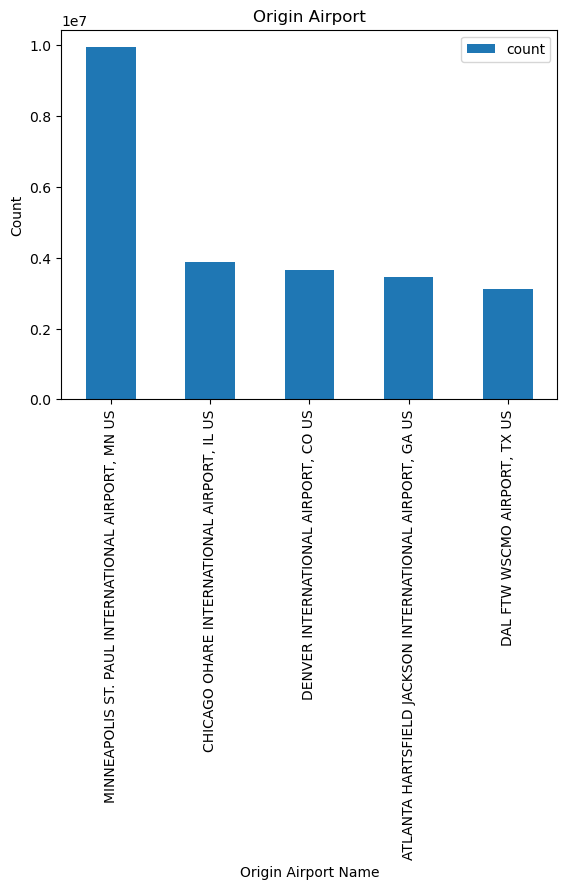 Origin Airport
1e7
count
1.0
0.8
0.6
0.4
0.2
0.0
Count
MINNEAPOLIS ST. PAUL INTERNATIONAL AIRPORT, MN US
CHICAGO OHARE INTERNATIONAL AIRPORT, IL US
DENVER INTERNATIONAL AIRPORT, CO US
ATLANTA HARTSFIELD JACKSON INTERNATIONAL AIRPORT, GA US
DAL FTW WSCMO AIRPORT, TX US
Origin Airport Name